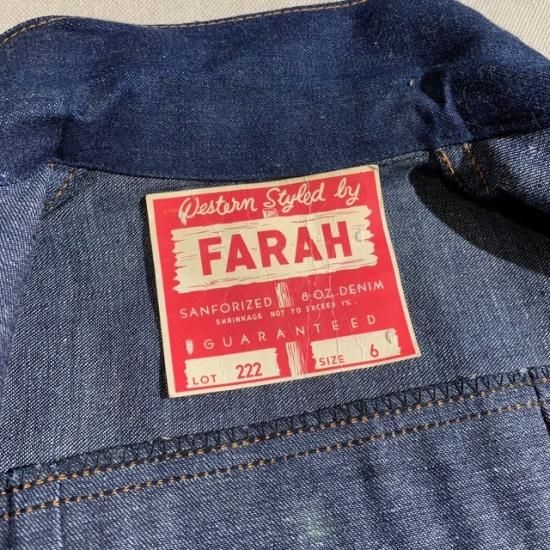 Western Styled by
FARAH
SANFORIZED 8 OZ. DENIM
SHRINKAGE NOT TO EXCEED 1%.
GUARANTEED
LOT 222 SIZE 6